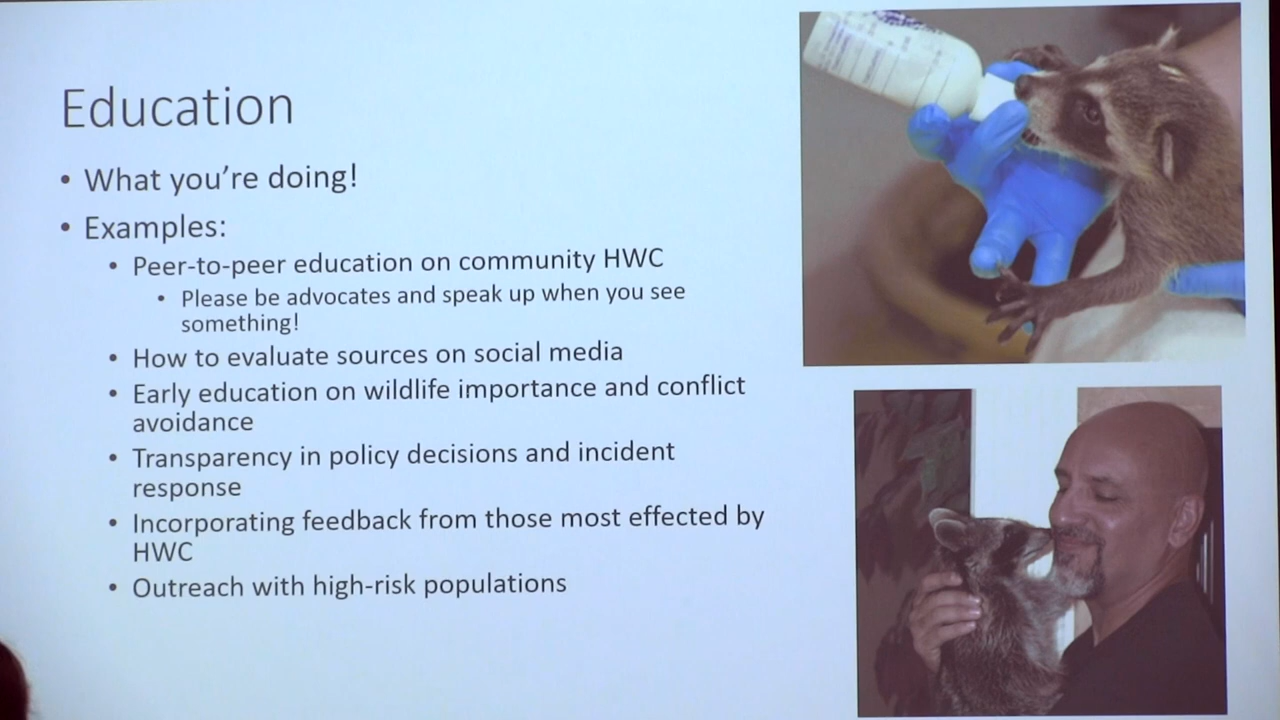 Education
• What you're doing!
• Examples:
• Peer-to-peer education on community HWC
• Please be advocates and speak up when you see
something!
• How to evaluate sources on social media
• Early education on wildlife importance and conflict
avoidance
• Transparency in policy decisions and incident
response
• Incorporating feedback from those most effected by
HWC
• Outreach with high-risk populations